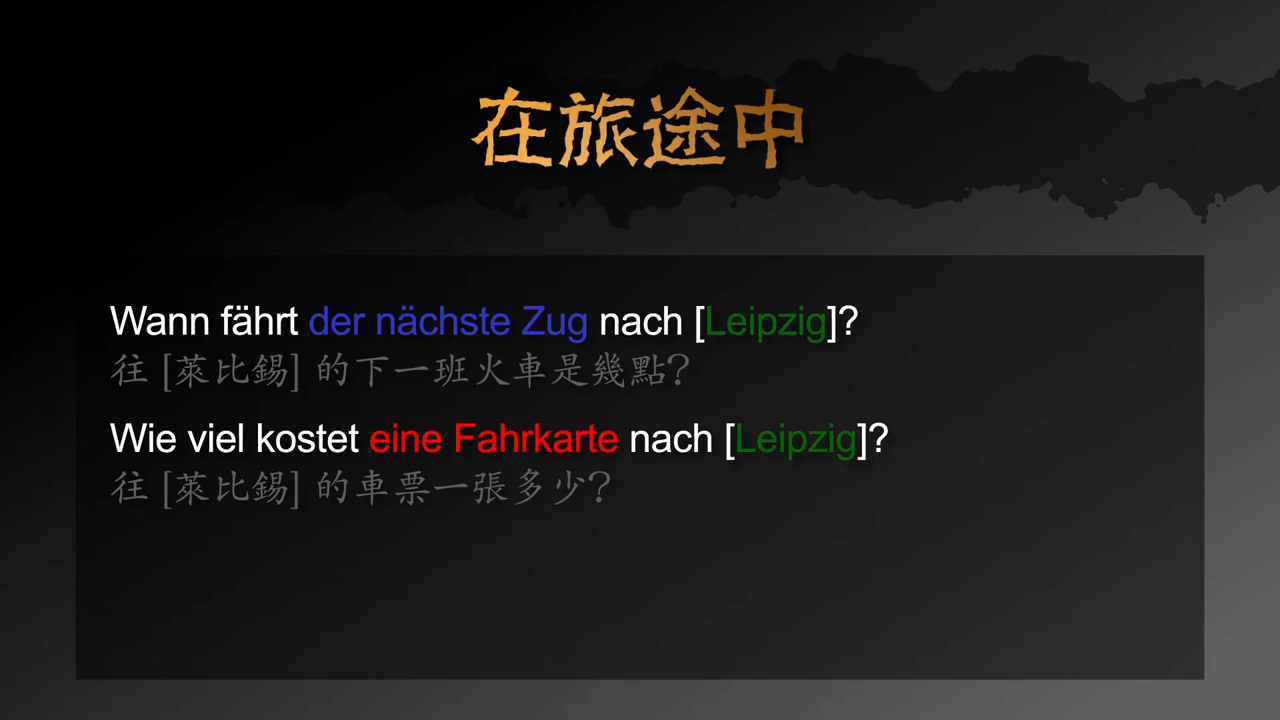 在旅途中
Wann fährt der nächste Zug nach [Leipzig]?
往 [萊比錫] 的下一班火車是幾點?
Wie viel kostet eine Fahrkarte nach [Leipzig]?
往 [萊比錫] 的車票一張多少?